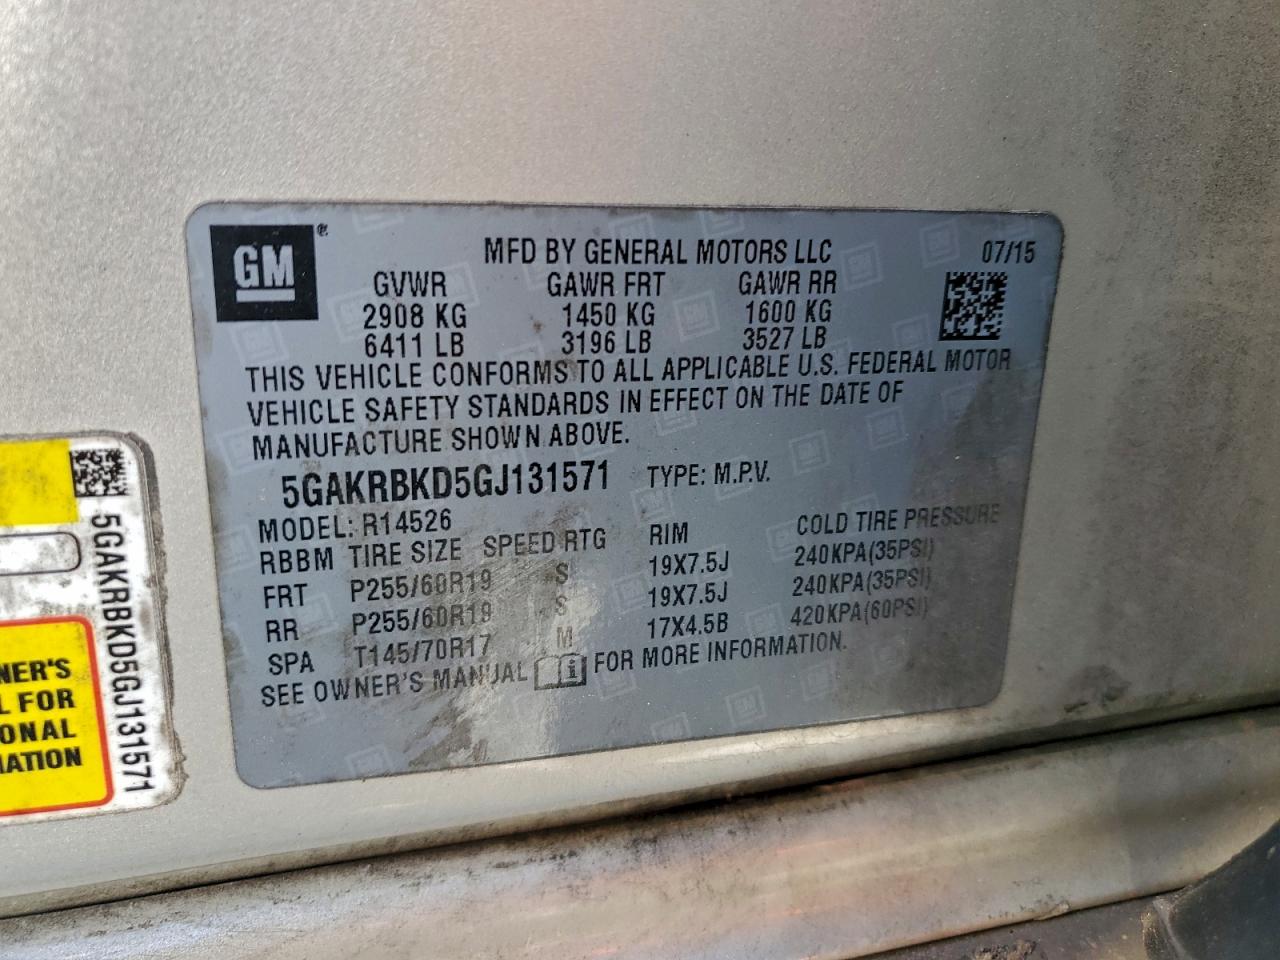 GM®
MFD BY GENERAL MOTORS LLC 07/15
GVWR GAWR FRT GAWR RR
2908 KG 1450 KG 1600 KG
6411 LB 3196 LB 3527 LB
THIS VEHICLE CONFORMS TO ALL APPLICABLE U.S. FEDERAL MOTOR
VEHICLE SAFETY STANDARDS IN EFFECT ON THE DATE OF
MANUFACTURE SHOWN ABOVE.
5GAKRBKD5GJ131571 TYPE: M.P.V.
MODEL: R14526
RBBM TIRE SIZE SPEED RTG RIM COLD TIRE PRESSURE
FRT P255/60R19 S 19X7.5J 240KPA(35PSI)
RR P255/60R19 S 19X7.5J 240KPA(35PSI)
SPA T145/70R17 M 17X4.5B 420KPA(60PSI)
SEE OWNER'S MANUAL FOR MORE INFORMATION.
5GAKRBKD5GJ131571
NER'S
L FOR
ONAL
ATION